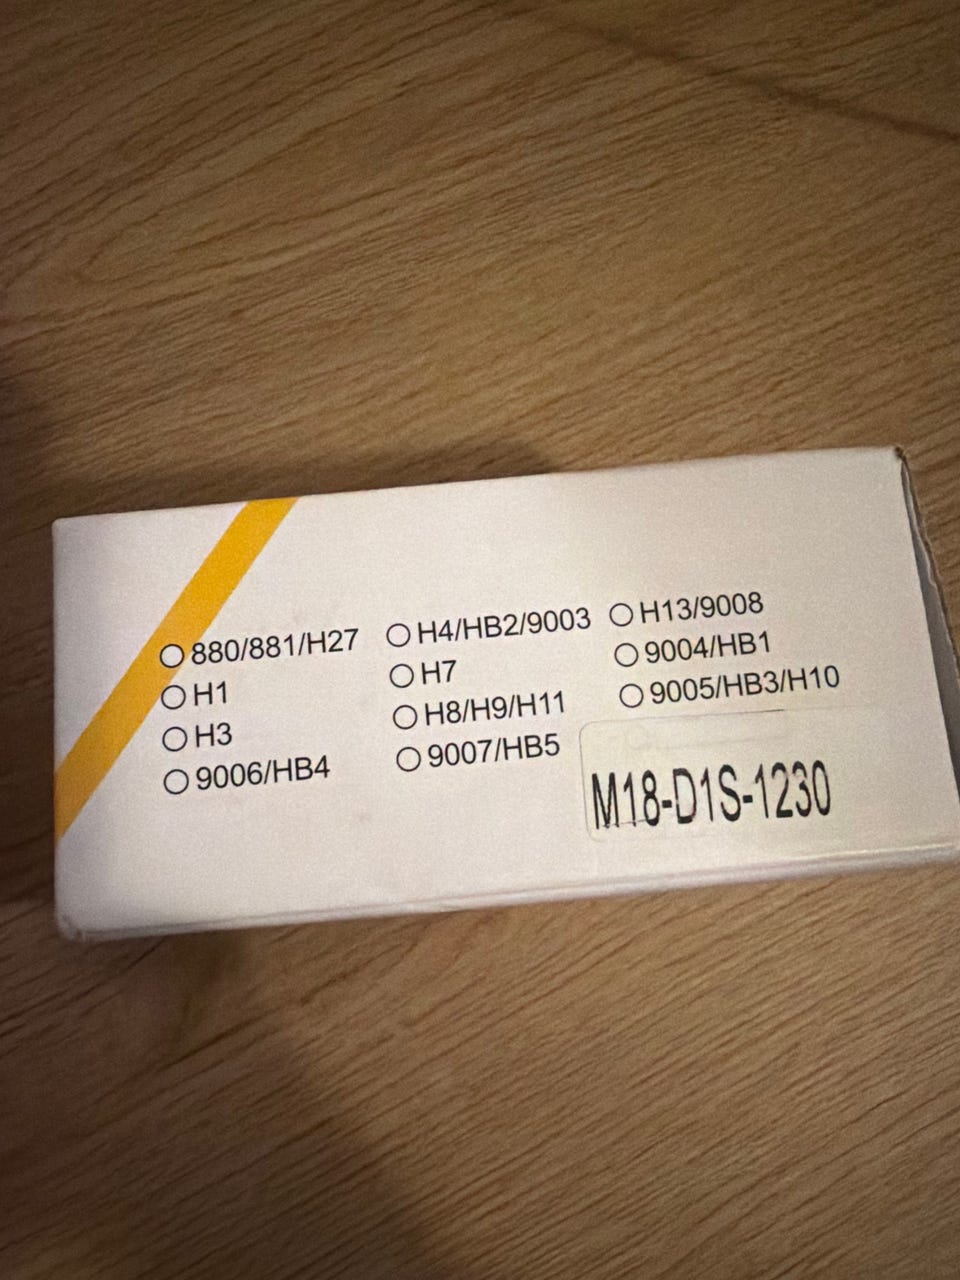 880/881/H27
H1
H3
9006/HB4
H4/HB2/9003
H7
H8/H9/H11
9007/HB5
H13/9008
9004/HB1
9005/HB3/H10
M18-D1S-1230